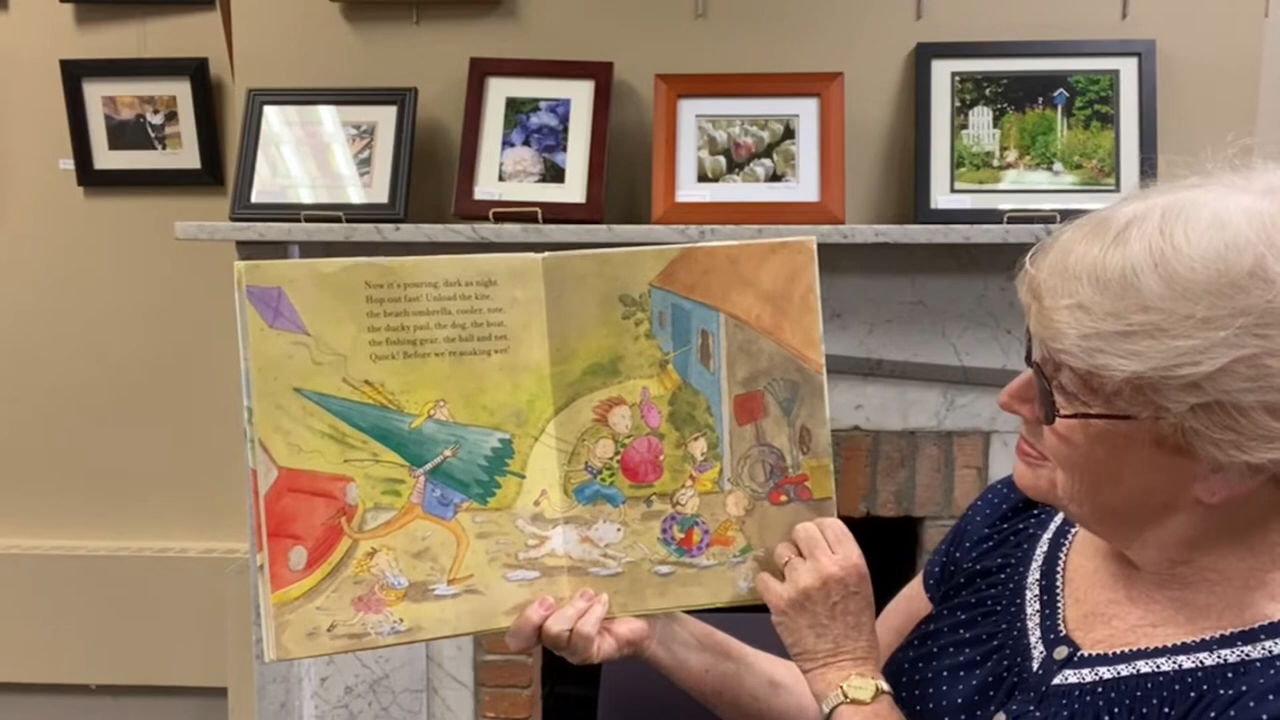 Now it's pouring, dark as night.
Hop out fast! Unload the kite,
the beach umbrella, cooler, tote,
the ducky pail, the dog, the boat,
the fishing gear, the ball and net.
Quick! Before we're soaking wet!